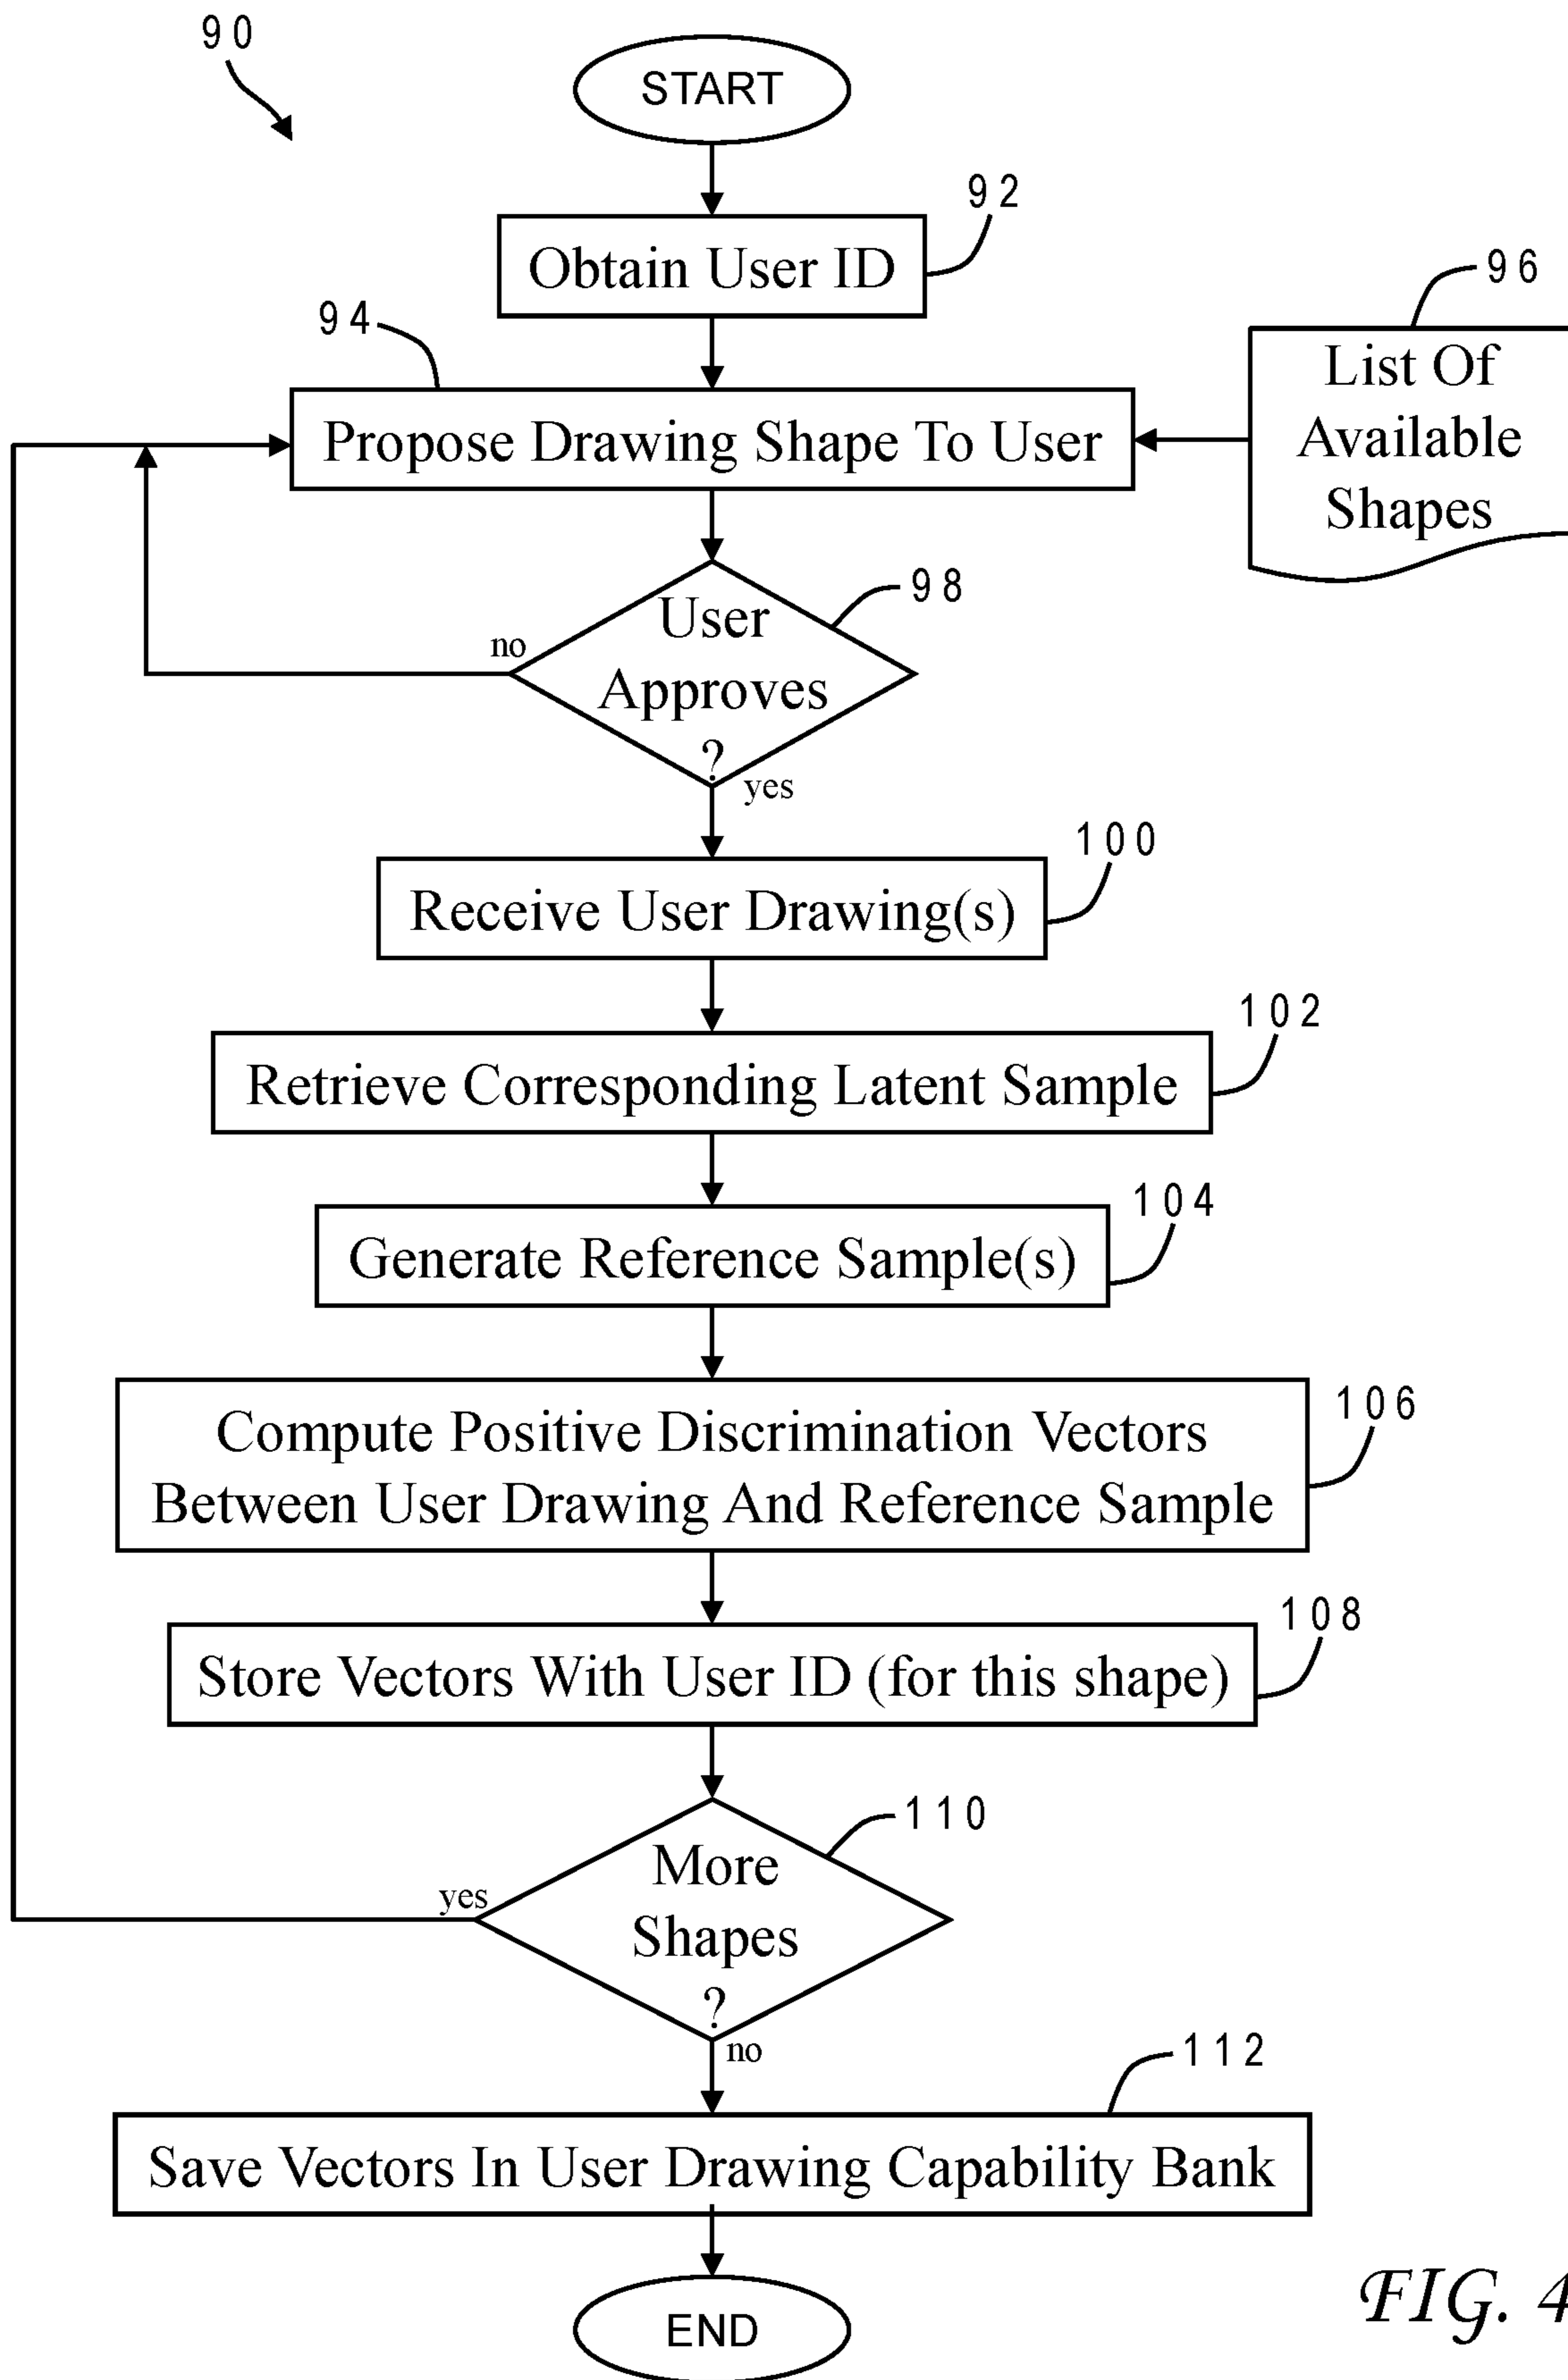 90
START
92
Obtain User ID
96
94
List Of
Available
Shapes
Propose Drawing Shape To User
98
User
Approves
?
no
yes
100
Receive User Drawing(s)
102
Retrieve Corresponding Latent Sample
104
Generate Reference Sample(s)
106
Compute Positive Discrimination Vectors
Between User Drawing And Reference Sample
108
Store Vectors With User ID (for this shape)
110
More
Shapes
?
yes
no
112
Save Vectors In User Drawing Capability Bank
END
FIG. 4